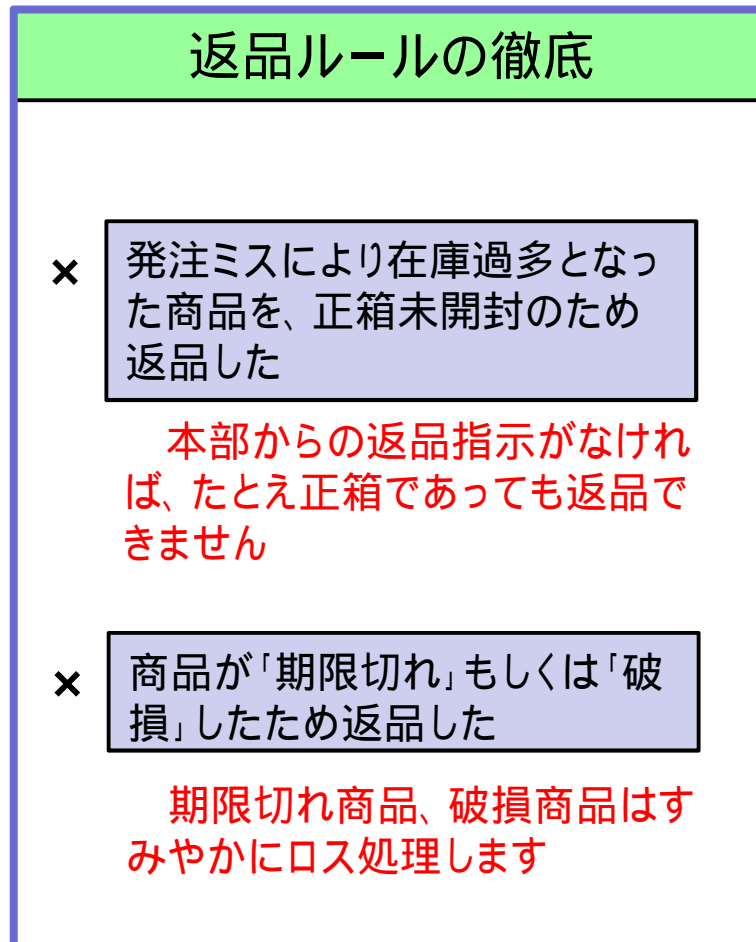 返品ルールの徹底
× 発注ミスにより在庫過多となっ
た商品を、正箱未開封のため
返品した
本部からの返品指示がなけれ
ば、たとえ正箱であっても返品で
きません
× 商品が「期限切れ」もしくは「破
損」したため返品した
期限切れ商品、破損商品はす
みやかにロス処理します